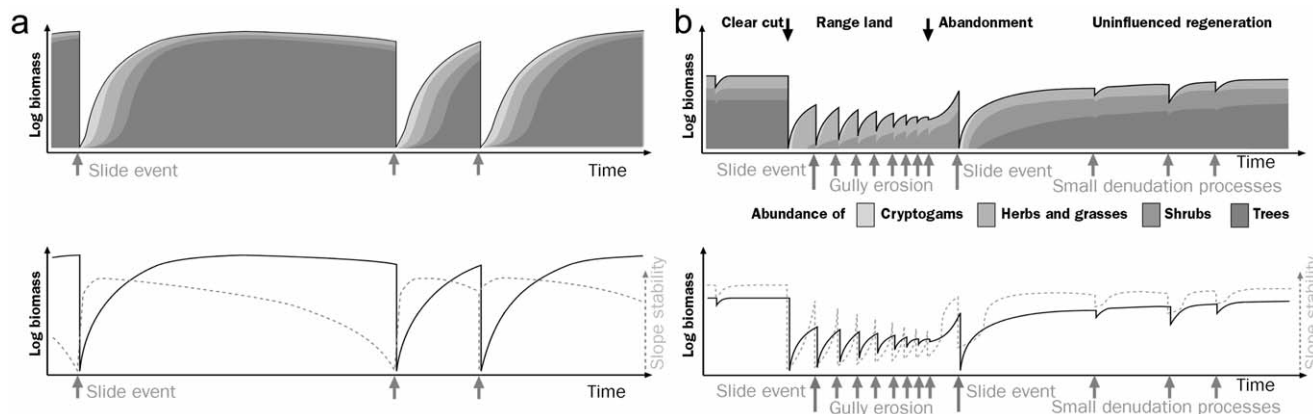 a
Log biomass
Slide event
Time
Log biomass
Slope stability
Slide event
Time
b
Clear cut
Range land
Abandonment
Uninfluenced regeneration
Log biomass
Time
Slide event
Gully erosion
Slide event
Small denudation processes
Abundance of Cryptogams Herbs and grasses Shrubs Trees
Log biomass
Slope stability
Time
Slide event
Gully erosion
Slide event
Small denudation processes